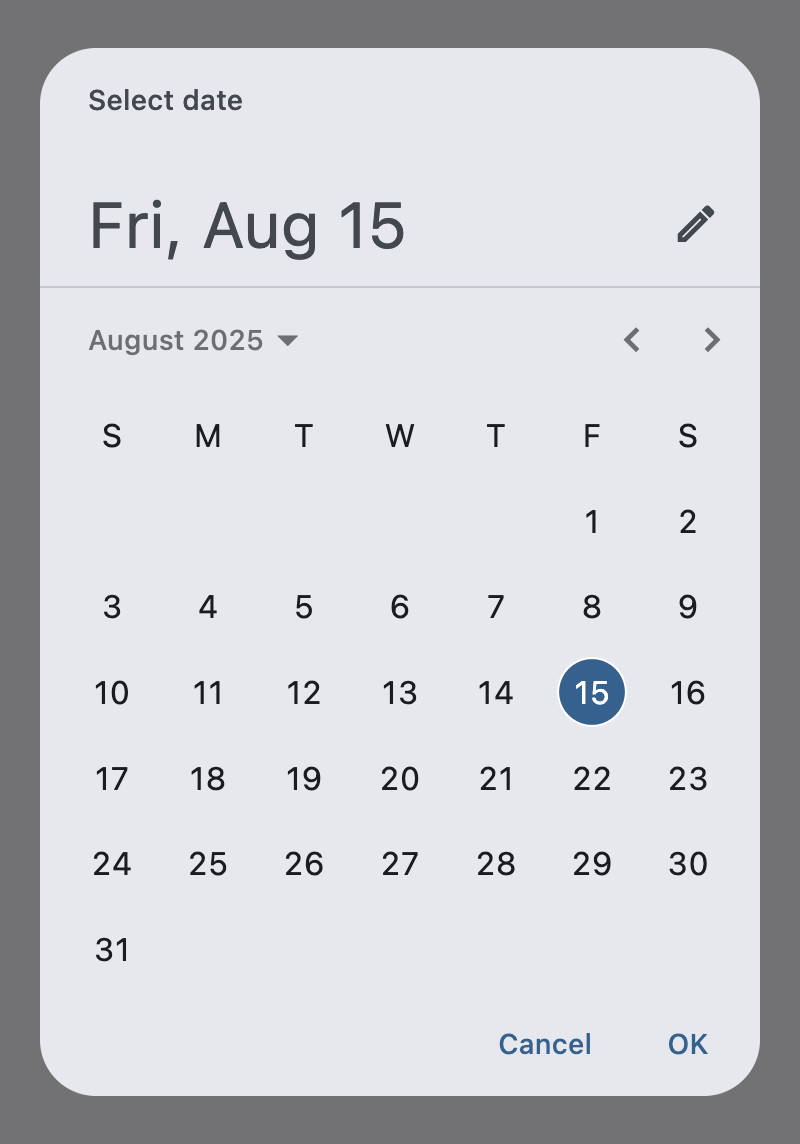 Select date
Fri, Aug 15
August 2025
S M T W T F S
1 2
3 4 5 6 7 8 9
10 11 12 13 14 15 16
17 18 19 20 21 22 23
24 25 26 27 28 29 30
31
Cancel OK